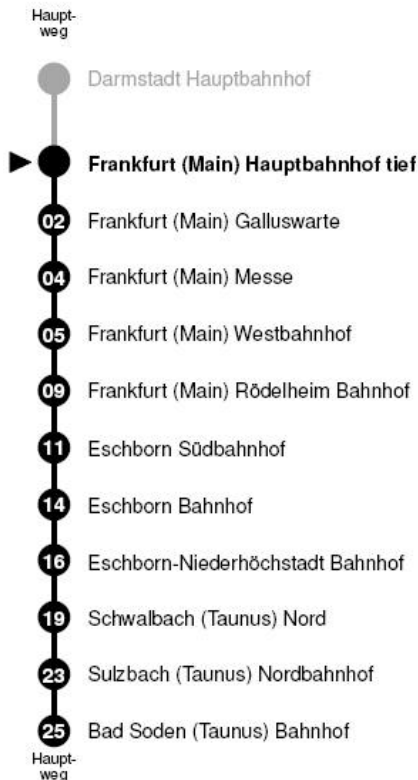 Haupt-
weg
Darmstadt Hauptbahnhof
Frankfurt (Main) Hauptbahnhof tief
02 Frankfurt (Main) Galluswarte
04 Frankfurt (Main) Messe
05 Frankfurt (Main) Westbahnhof
09 Frankfurt (Main) Rödelheim Bahnhof
11 Eschborn Südbahnhof
14 Eschborn Bahnhof
16 Eschborn-Niederhöchstadt Bahnhof
19 Schwalbach (Taunus) Nord
23 Sulzbach (Taunus) Nordbahnhof
25 Bad Soden (Taunus) Bahnhof
Haupt-
weg